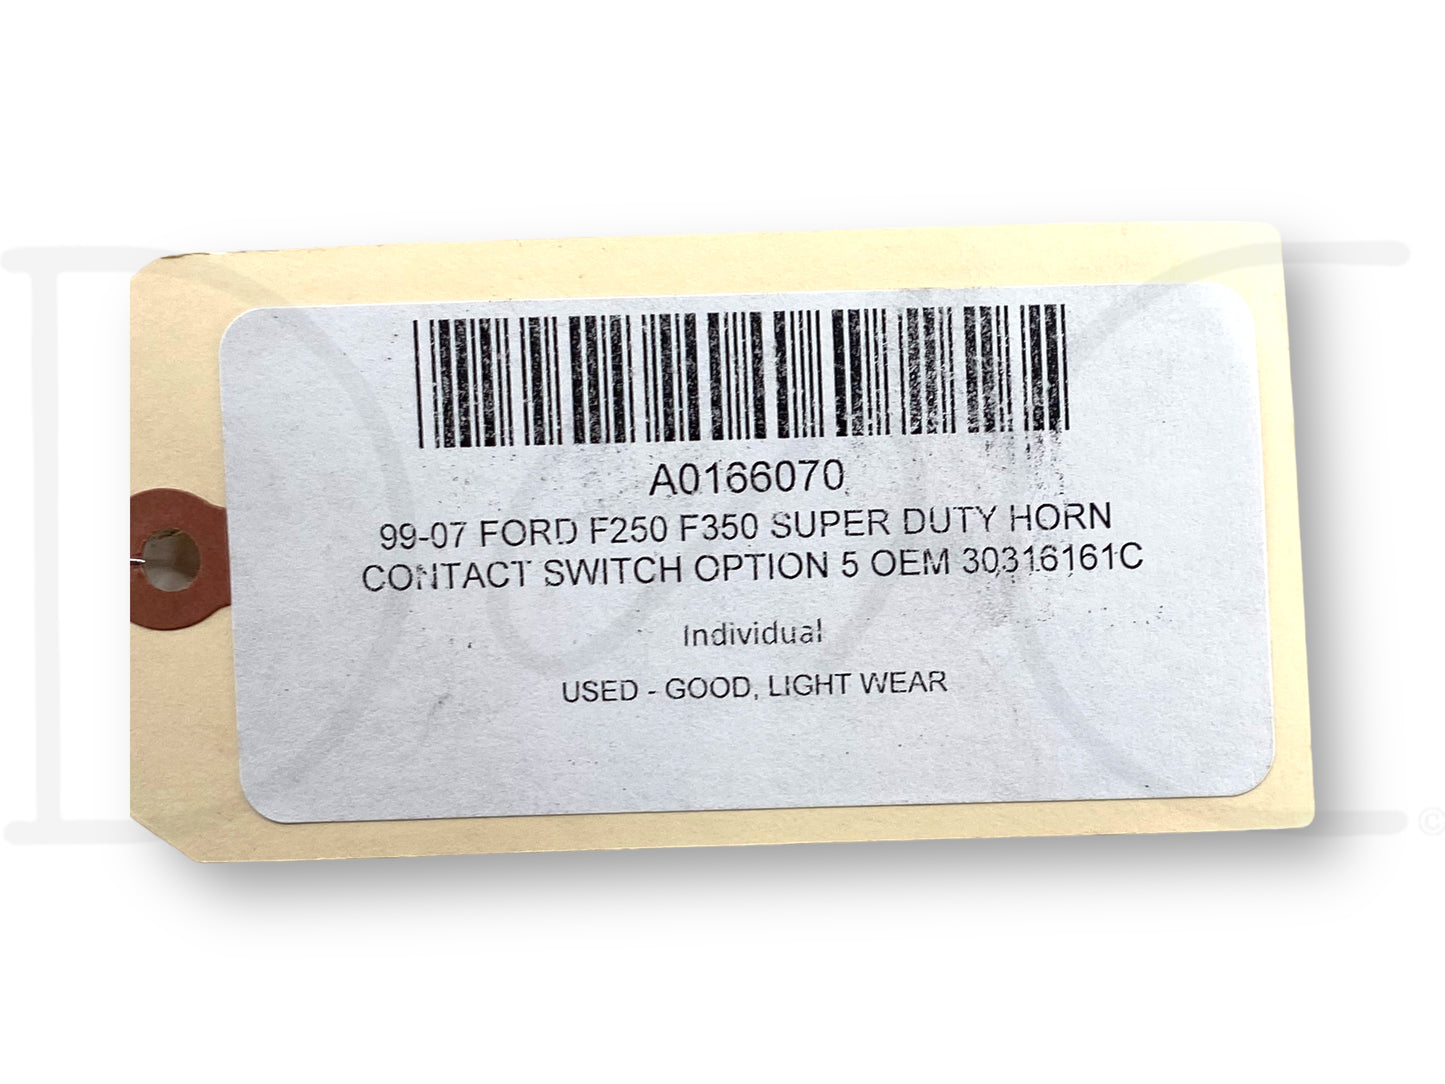 A0166070
99-07 FORD F250 F350 SUPER DUTY HORN
CONTACT SWITCH OPTION 5 OEM 30316161C
Individual
USED - GOOD, LIGHT WEAR
©